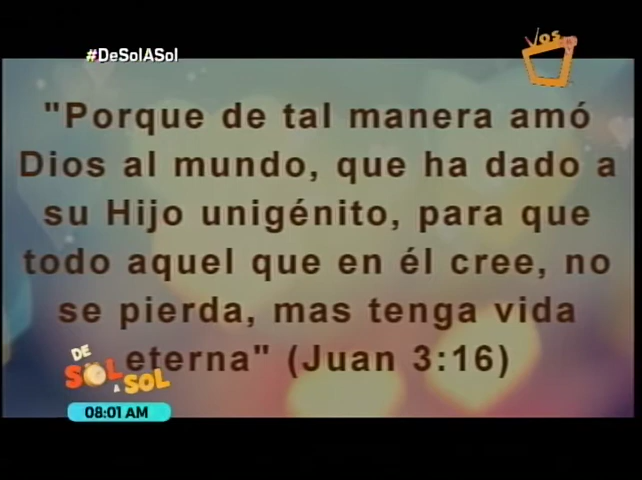 #DeSolASol
VOS
TV
"Porque de tal manera amó
Dios al mundo, que ha dado a
su Hijo unigénito, para que
todo aquel que en él cree, no
se pierda, mas tenga vida
eterna" (Juan 3:16)
DE
SOL
A SOL
08:01 AM